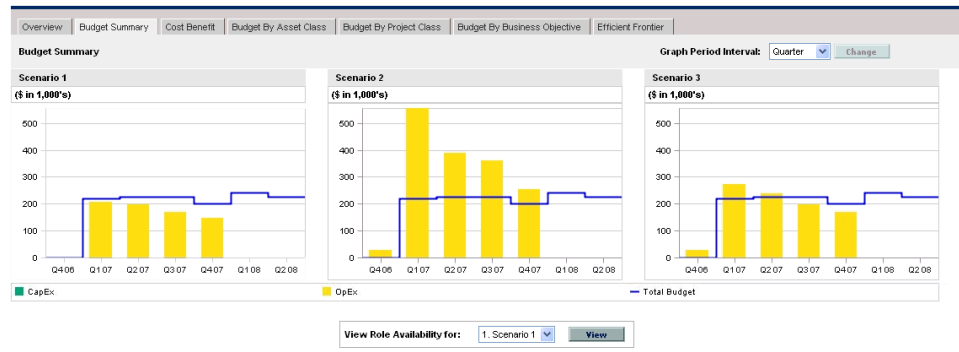 Overview Budget Summary Cost Benefit Budget By Asset Class Budget By Project Class Budget By Business Objective Efficient Frontier
Budget Summary Graph Period Interval: Quarter Change
Scenario 1 Scenario 2 Scenario 3
($ in 1,000's) ($ in 1,000's) ($ in 1,000's)
500 500 500
400 400 400
300 300 300
200 200 200
100 100 100
0 0 0
Q4 06 Q1 07 Q2 07 Q3 07 Q4 07 Q1 08 Q2 08 Q4 06 Q1 07 Q2 07 Q3 07 Q4 07 Q1 08 Q2 08 Q4 06 Q1 07 Q2 07 Q3 07 Q4 07 Q1 08 Q2 08
CapEx OpEx Total Budget
View Role Availability for: 1. Scenario 1 View